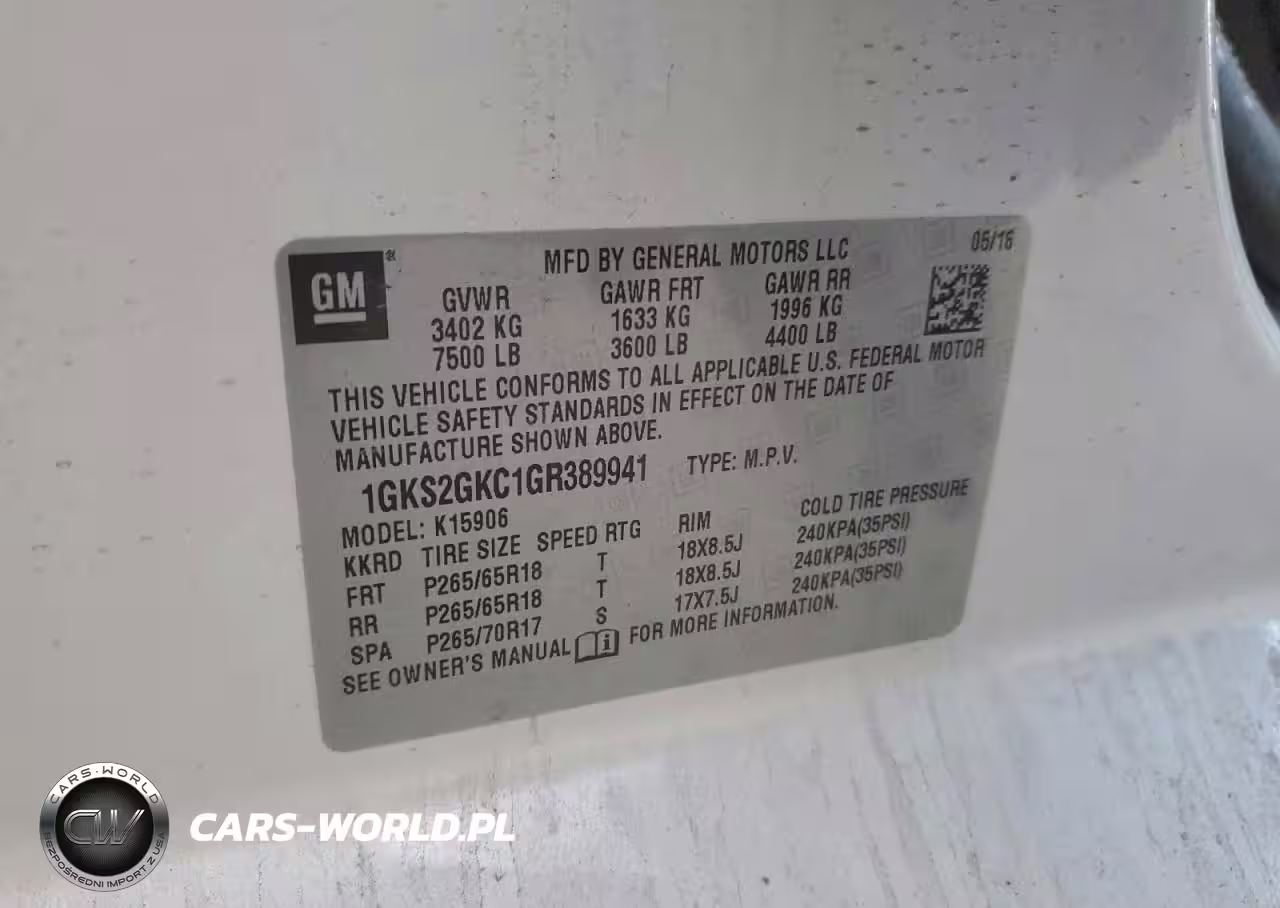 GM
MFD BY GENERAL MOTORS LLC 05/16
GVWR GAWR FRT GAWR RR
3402 KG 1633 KG 1996 KG
7500 LB 3600 LB 4400 LB
THIS VEHICLE CONFORMS TO ALL APPLICABLE U.S. FEDERAL MOTOR
VEHICLE SAFETY STANDARDS IN EFFECT ON THE DATE OF
MANUFACTURE SHOWN ABOVE.
1GKS2GKC1GR389941 TYPE: M.P.V.
MODEL: K15906
KKRD TIRE SIZE SPEED RTG RIM COLD TIRE PRESSURE
FRT P265/65R18 T 18X8.5J 240KPA(35PSI)
RR P265/65R18 T 18X8.5J 240KPA(35PSI)
SPA P265/70R17 S 17X7.5J 240KPA(35PSI)
SEE OWNER'S MANUAL i FOR MORE INFORMATION.
CARS-WORLD
CW
BEZPOŚREDNI IMPORT Z USA
CARS-WORLD.PL